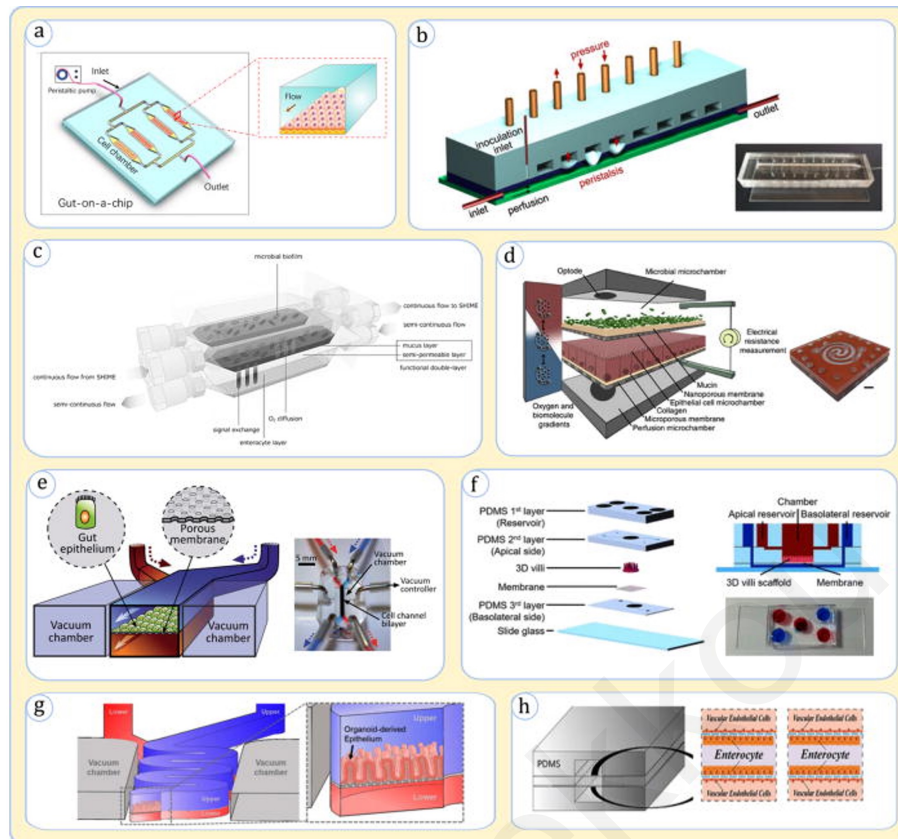 a
Inlet
Peristaltic pump
Cell chamber
Outlet
Gut-on-a-chip
Flow
b
pressure
inoculation
inlet
outlet
peristalsis
inlet
perfusion
c
microbial biofilm
continuous flow to SHIME
semi-continuous flow
mucus layer
semi-permeable layer
functional double-layer
continuous flow from SHIME
semi-continuous flow
O₂ diffusion
signal exchange
enterocyte layer
d
Optode
Microbial microchamber
Electrical
resistance
measurement
Mucin
Nanoporous membrane
Epithelial cell microchamber
Collagen
Microporous membrane
Perfusion microchamber
Oxygen and
biomolecule
gradients
e
Gut
epithelium
Porous
membrane
Vacuum
chamber
Vacuum
chamber
5 mm
Vacuum
chamber
Vacuum
controller
Cell channel
bilayer
f
PDMS 1st layer
(Reservoir)
PDMS 2nd layer
(Apical side)
3D villi
Membrane
PDMS 3rd layer
(Basolateral side)
Slide glass
Chamber
Apical reservoir
Basolateral reservoir
3D villi scaffold
Membrane
g
Lower
Upper
Vacuum
chamber
Vacuum
chamber
Upper
Lower
Organoid-derived
Epithelium
Upper
Lower
h
PDMS
Vascular Endothelial Cells
Enterocyte
Vascular Endothelial Cells
Vascular Endothelial Cells
Enterocyte
Vascular Endothelial Cells